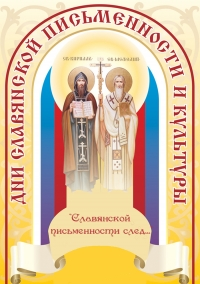 ДНИ СЛАВЯНСКОЙ ПИСЬМЕННОСТИ И КУЛЬТУРЫ
"Славянской
письменности след...